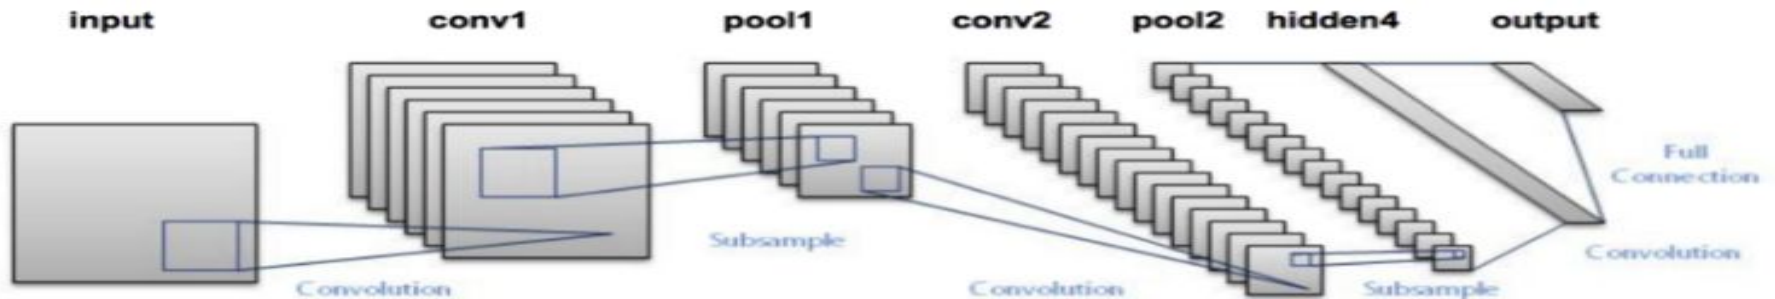 input conv1 pool1 conv2 pool2 hidden4 output
Full
Connection
Subsample
Convolution
Convolution
Convolution
Subsample